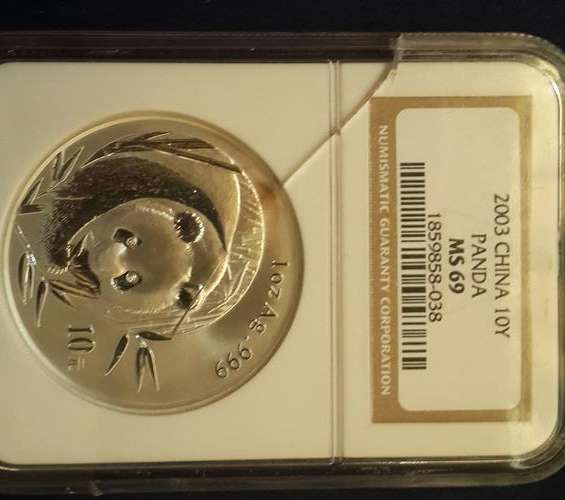 2003 CHINA 10Y
PANDA
MS 69
1859858-038
NUMISMATIC GUARANTY CORPORATION
1oz Ag .999
10元